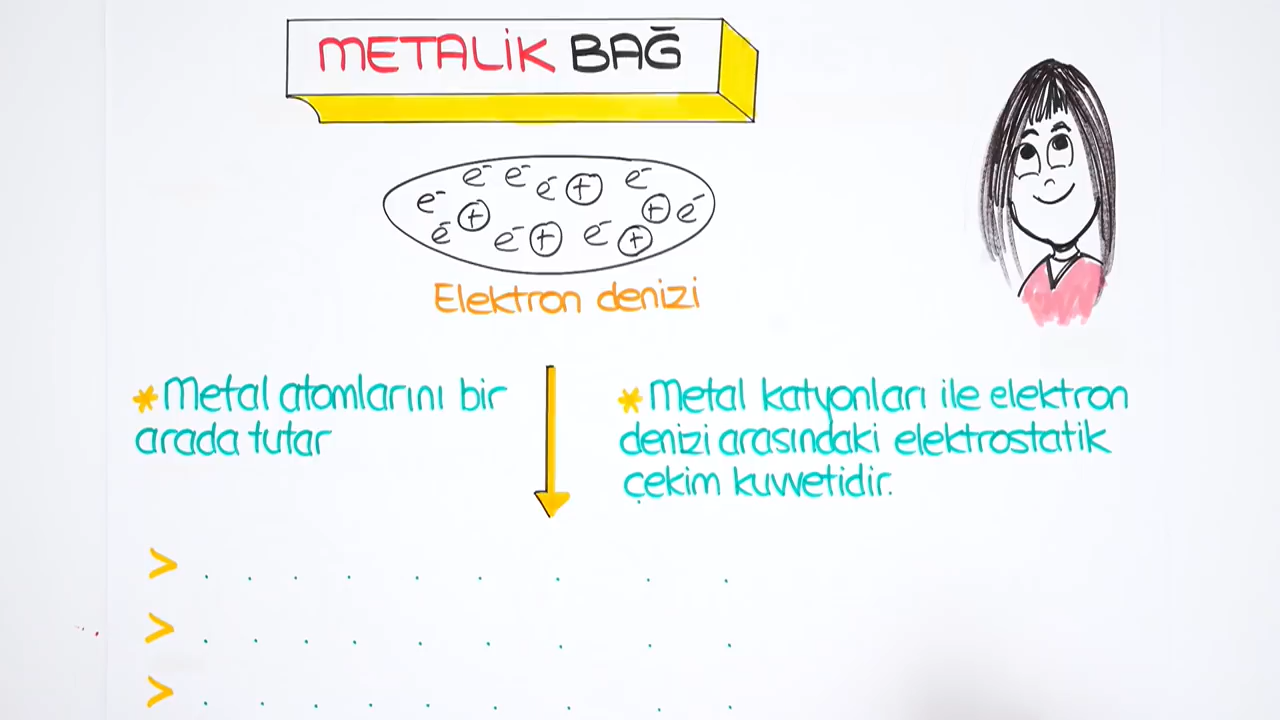 METALİK BAĞ
e⁻ e⁻ e⁻ + e⁻
e⁻ + + e⁻
e⁻ e⁻ + e⁻ +
Elektron denizi
* Metal atomlarını bir
arada tutar
* Metal katyonları ile elektron
denizi arasındaki elektrostatik
çekim kuvvetidir.
> . . . . . . . . .
> . . . . . . . . .
> . . . . . . . . .